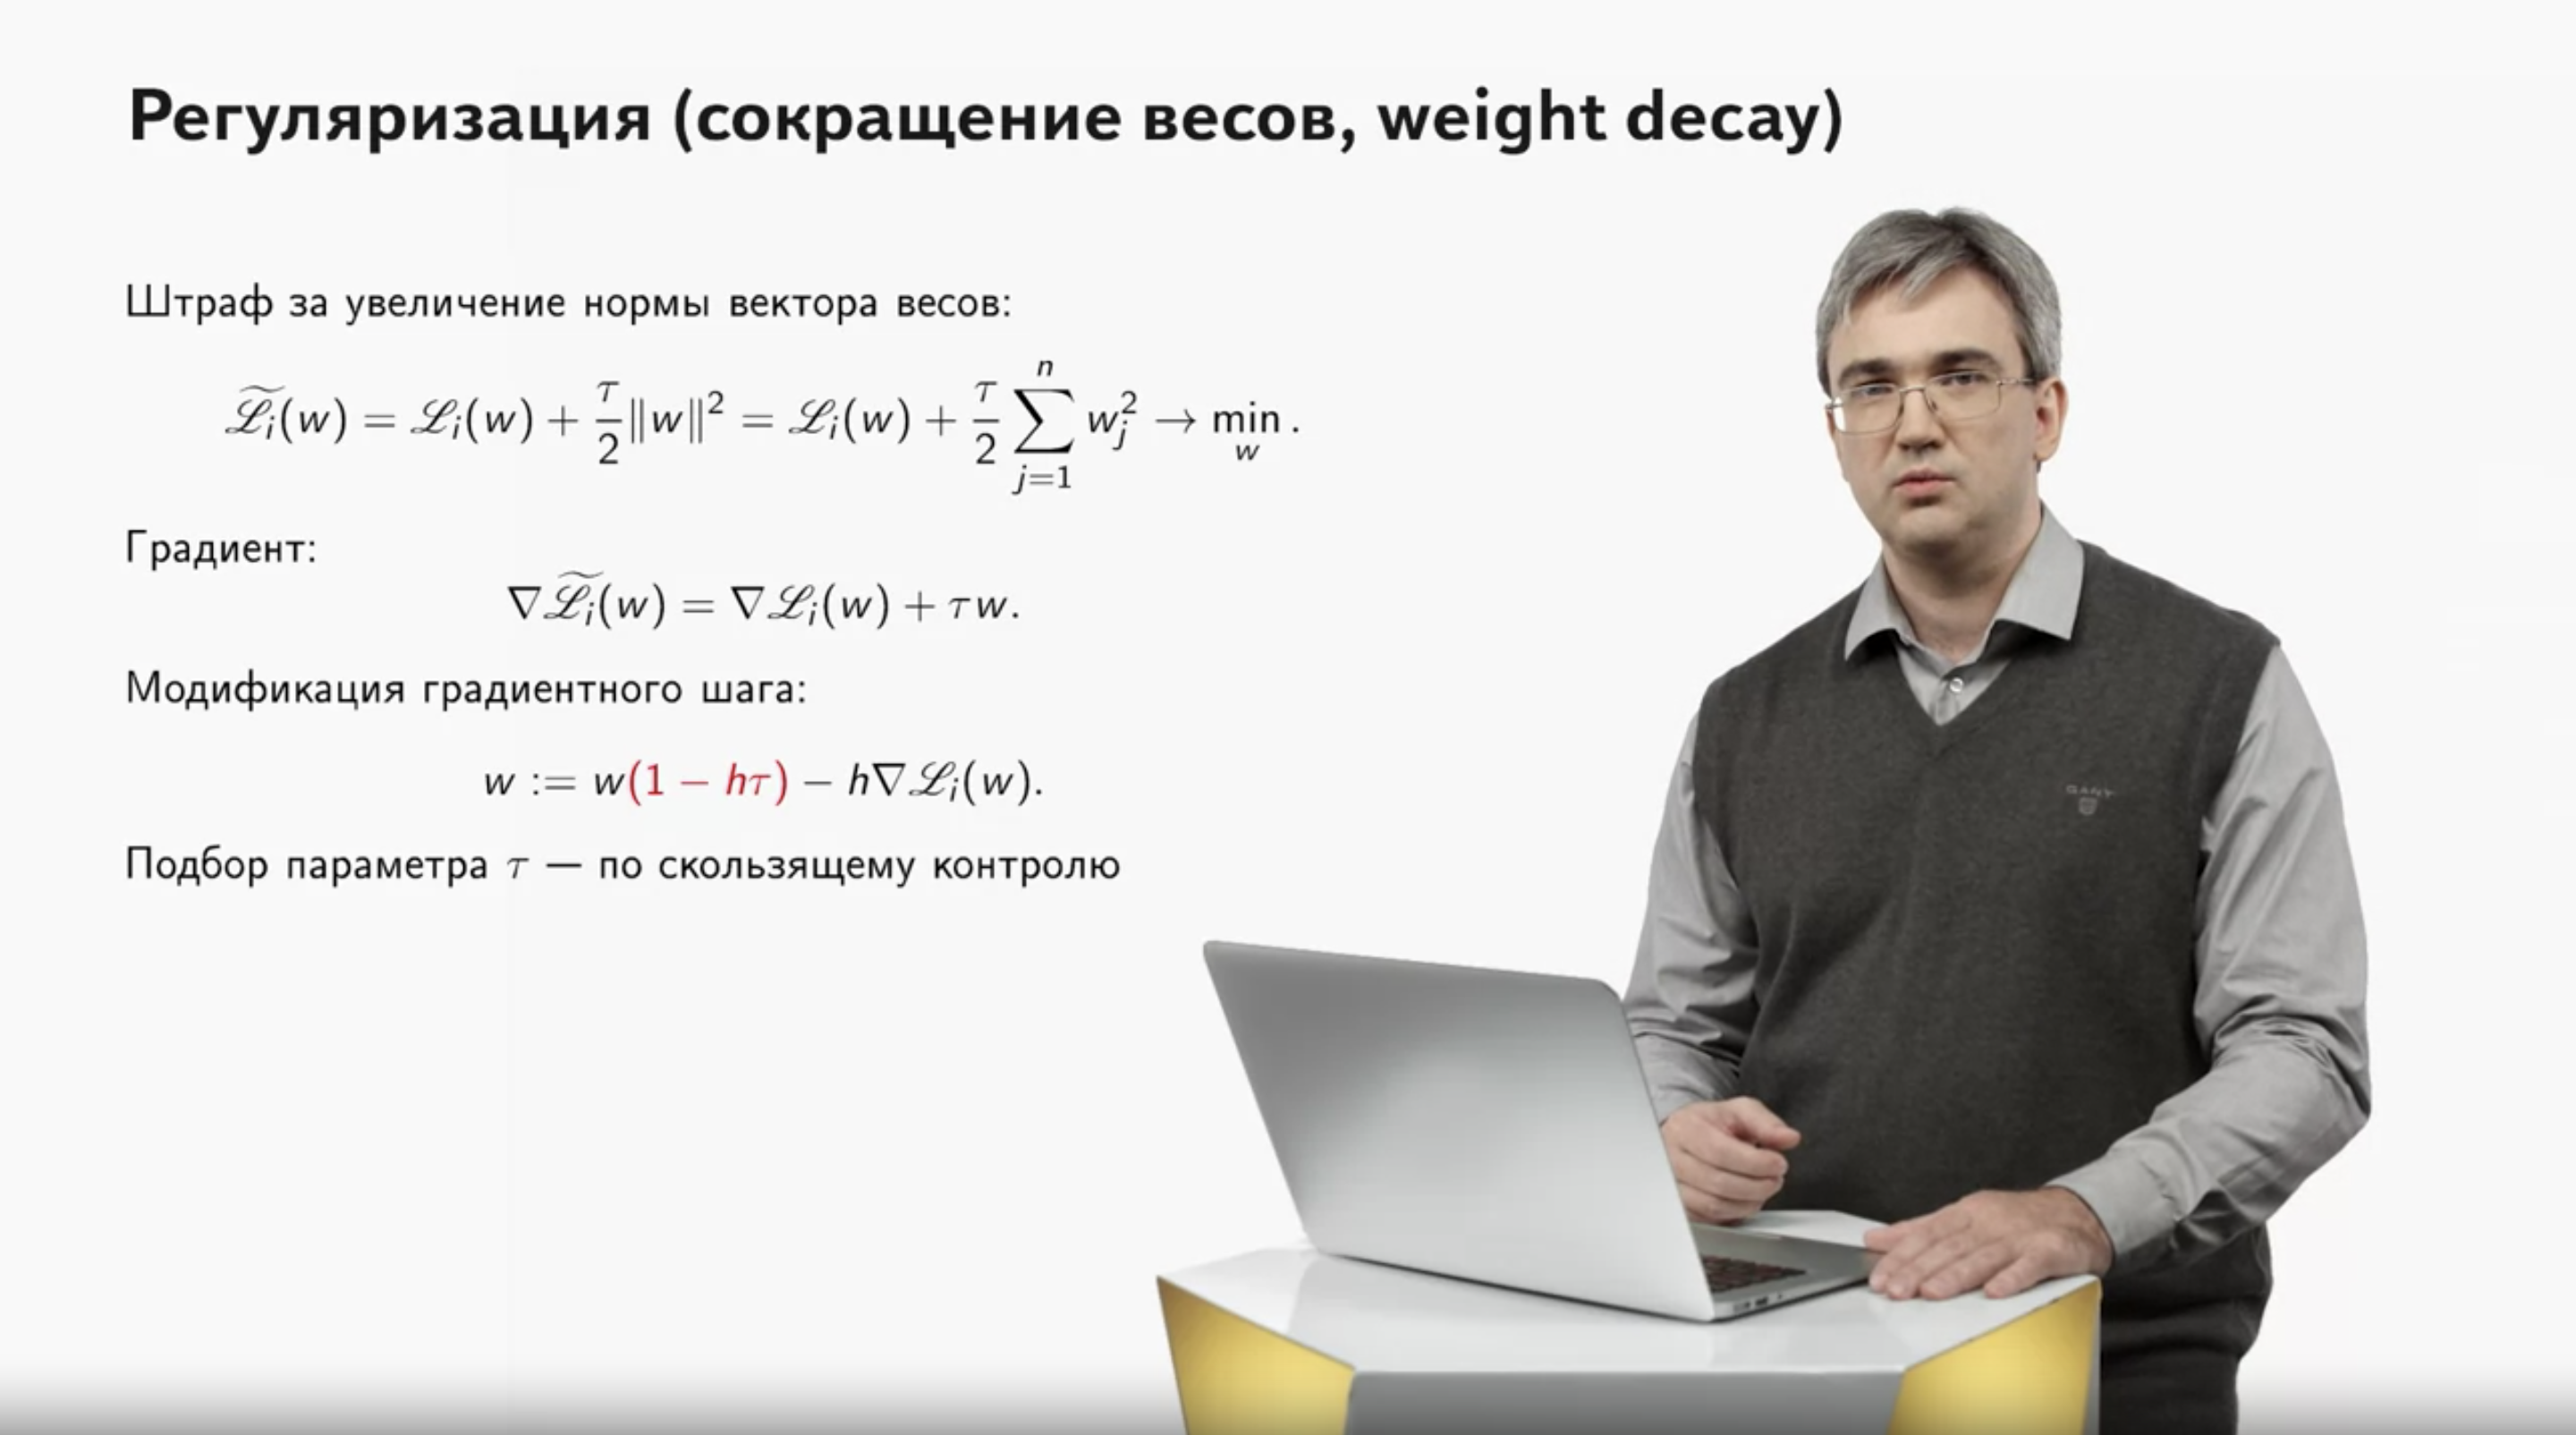 Регуляризация (сокращение весов, weight decay)
Штраф за увеличение нормы вектора весов:
$\widetilde{\mathscr{L}}_i(w) = \mathscr{L}_i(w) + \frac{\tau}{2}\|w\|^2 = \mathscr{L}_i(w) + \frac{\tau}{2}\sum_{j=1}^{n} w_j^2 \to \min_w.$
Градиент:
$\nabla\widetilde{\mathscr{L}}_i(w) = \nabla\mathscr{L}_i(w) + \tau w.$
Модификация градиентного шага:
$w := w(1 - h\tau) - h\nabla\mathscr{L}_i(w).$
Подбор параметра τ — по скользящему контролю
GANT